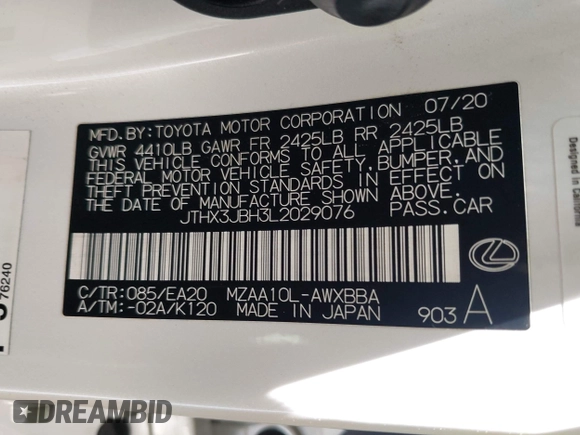 MFD.BY:TOYOTA MOTOR CORPORATION 07/20
GVWR 4410LB GAWR FR 2425LB RR 2425LB
THIS VEHICLE CONFORMS TO ALL APPLICABLE
FEDERAL MOTOR VEHICLE SAFETY,BUMPER,AND
THEFT PREVENTION STANDARDS IN EFFECT ON
THE DATE OF MANUFACTURE SHOWN ABOVE.
JTHX3JBH3L2029076 PASS.CAR
C/TR:085/EA20 MZAA10L-AWXBBA
A/TM:-02A/K120 MADE IN JAPAN 903 A
76240
DREAMBID